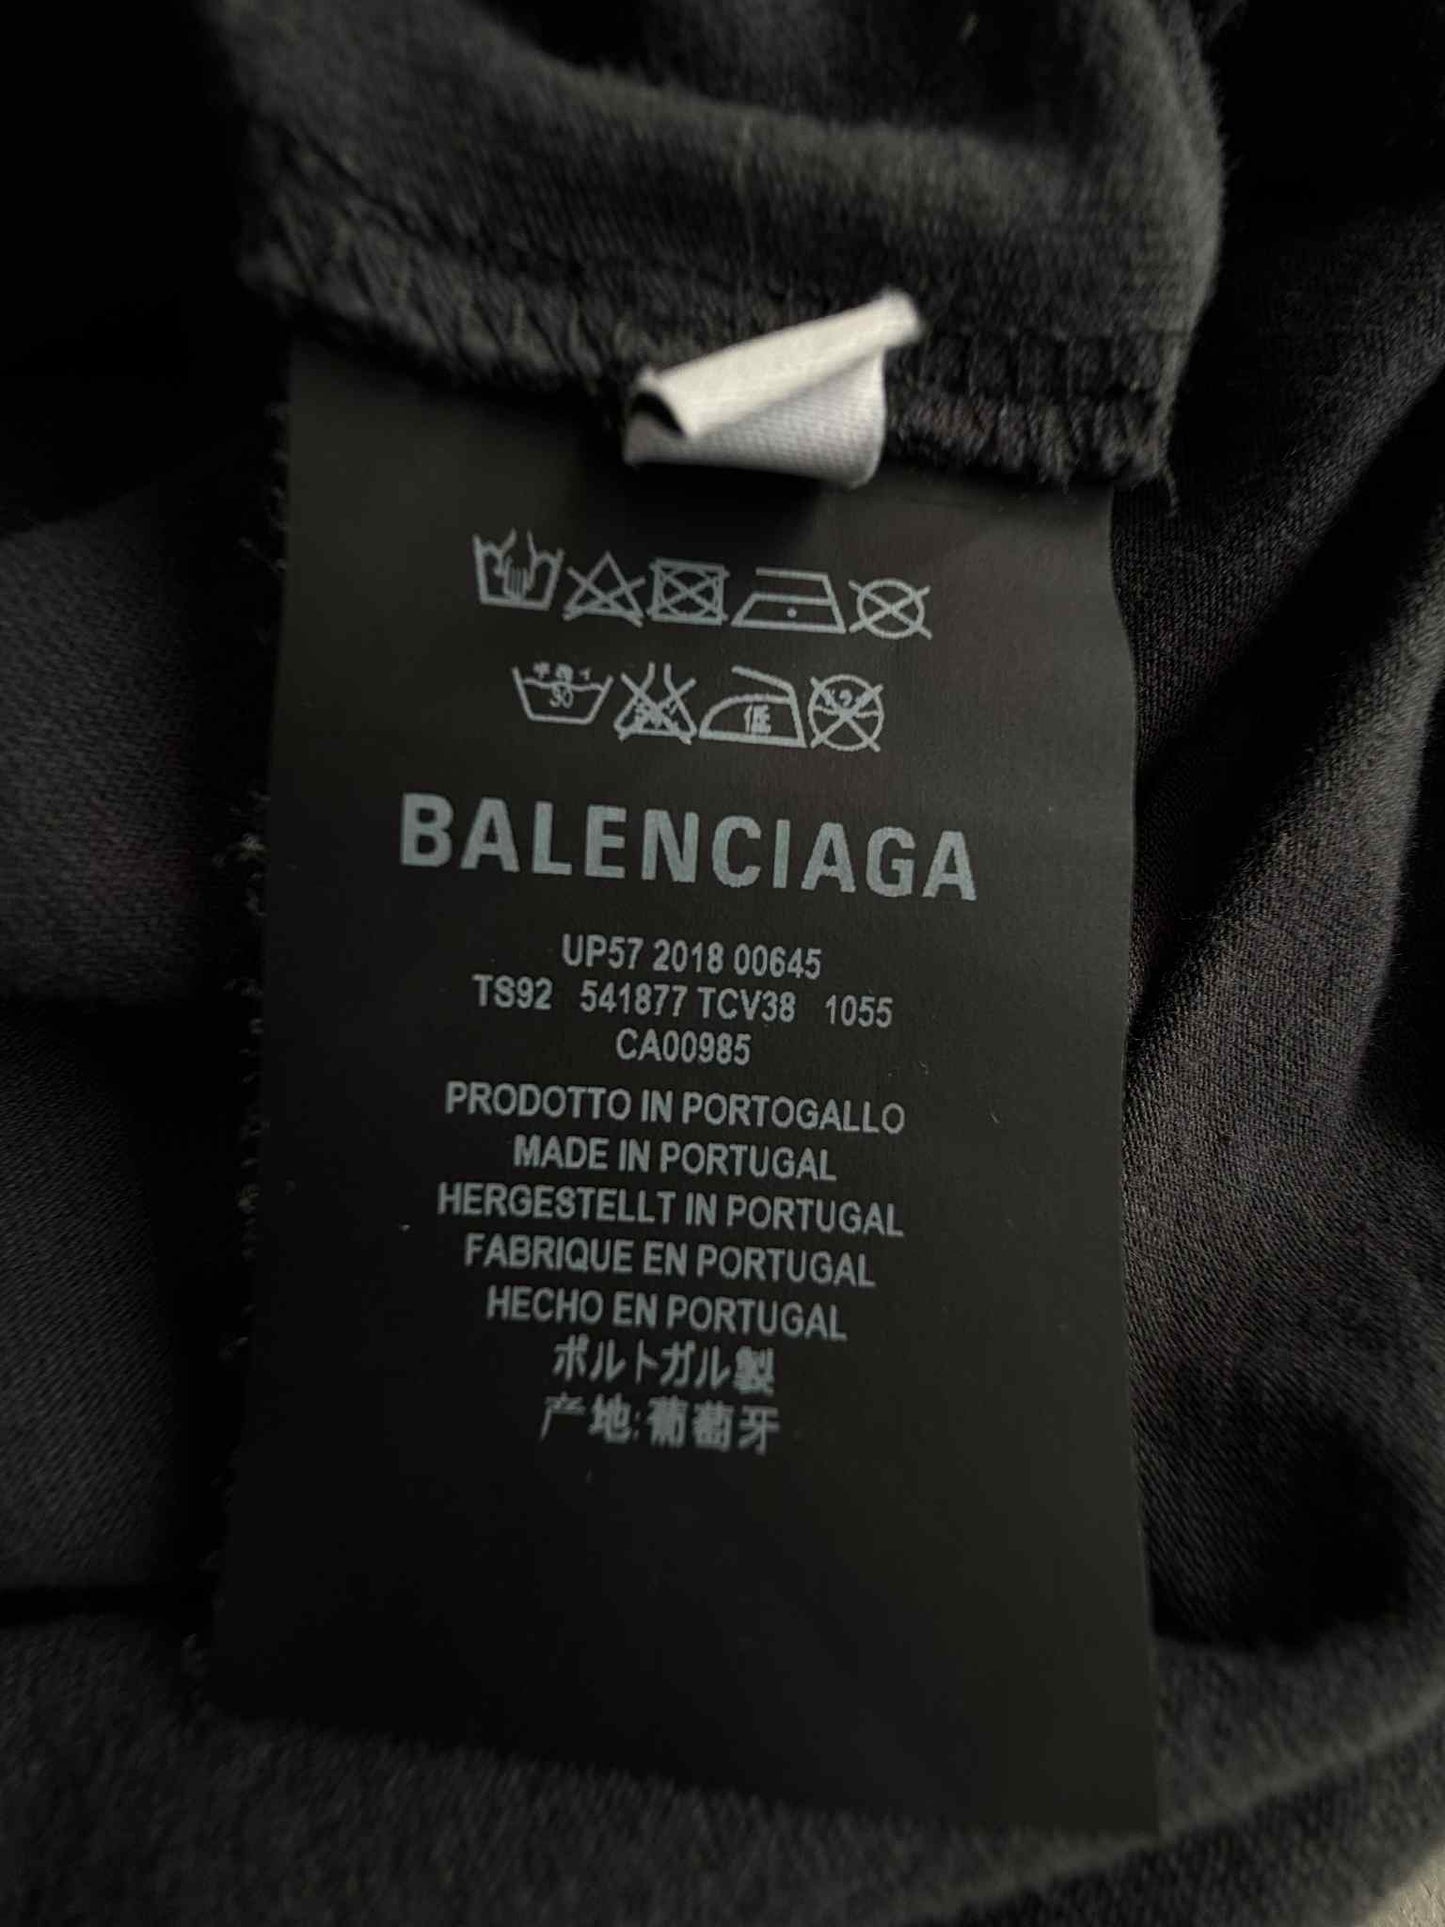 BALENCIAGA
UP57 2018 00645
TS92 541877 TCV38 1055
CA00985
PRODOTTO IN PORTOGALLO
MADE IN PORTUGAL
HERGESTELLT IN PORTUGAL
FABRIQUE EN PORTUGAL
HECHO EN PORTUGAL
ポルトガル製
产地:葡萄牙